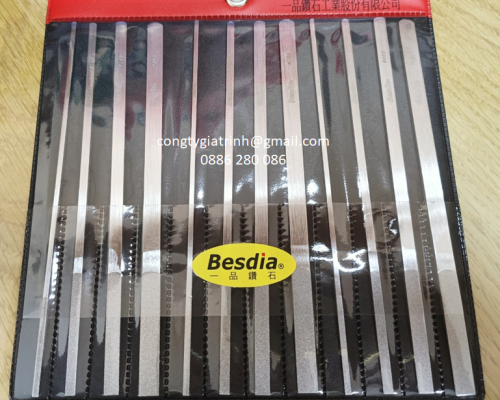 一品鑽石工業股份有限公司
congtygiatrinh@gmail.com
0886 280 086
Besdia®
一品鑽石